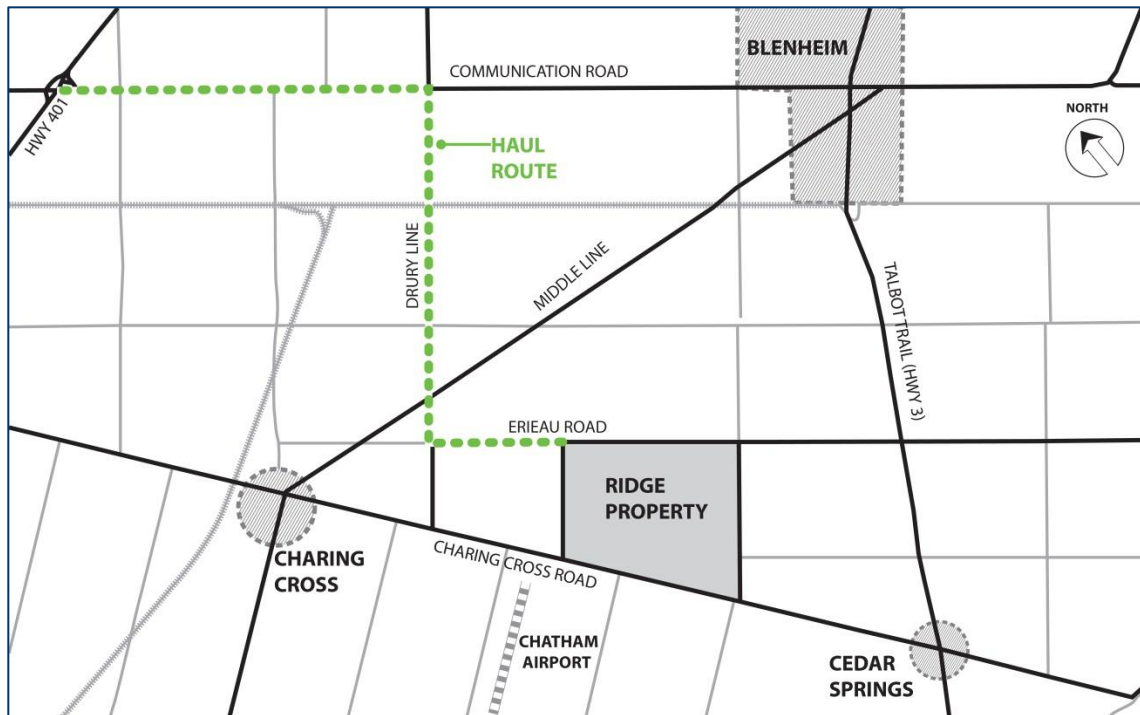 BLENHEIM
COMMUNICATION ROAD
HWY 401
NORTH
HAUL
ROUTE
DRURY LINE
MIDDLE LINE
TALBOT TRAIL (HWY 3)
ERIEAU ROAD
RIDGE
PROPERTY
CHARING
CROSS
CHARING CROSS ROAD
CHATHAM
AIRPORT
CEDAR
SPRINGS